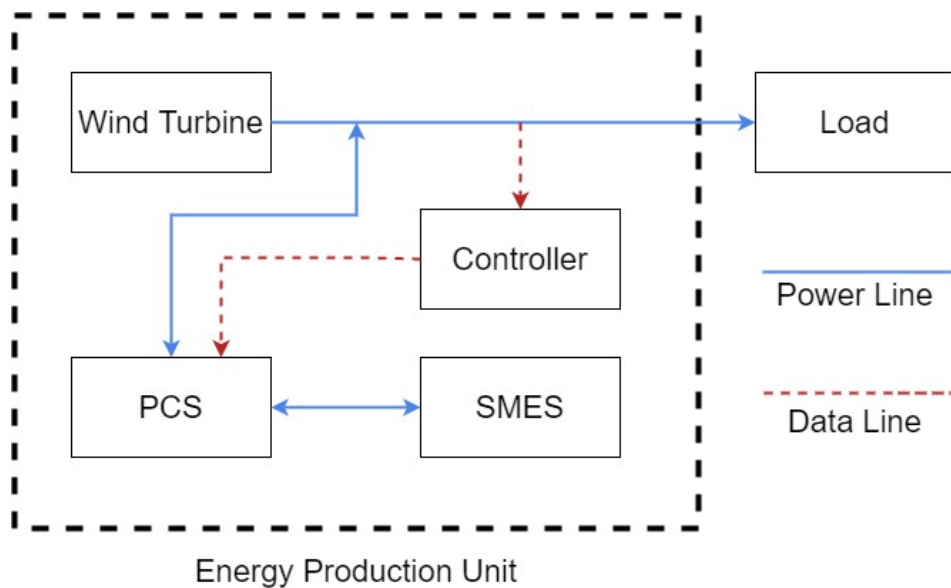 Wind Turbine
Load
Controller
Power Line
PCS
SMES
Data Line
Energy Production Unit